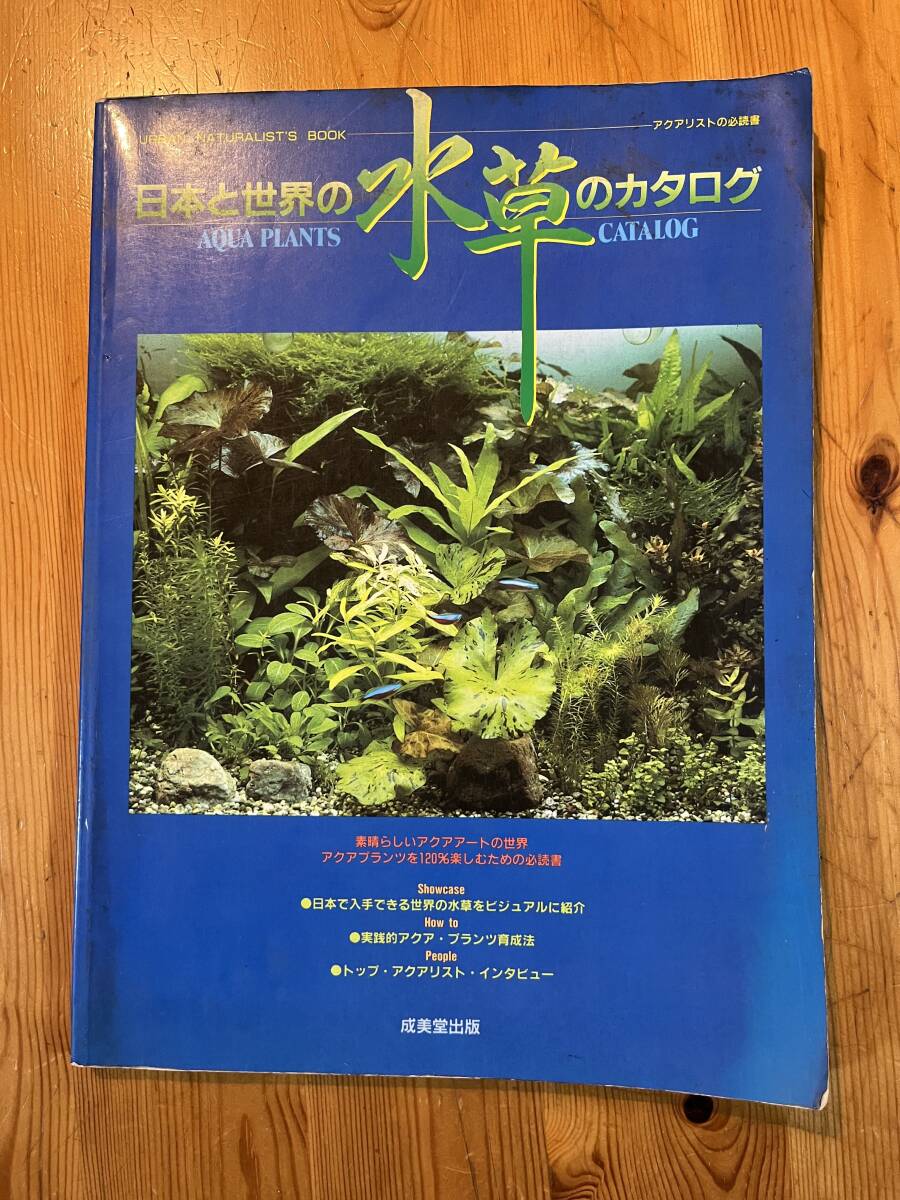 URBAN NATURALIST'S BOOK
アクアリストの必読書
日本と世界の水草のカタログ
AQUA PLANTS CATALOG
素晴らしいアクアアートの世界
アクアプランツを120%楽しむための必読書
Showcase
●日本で入手できる世界の水草をビジュアルに紹介
How to
●実践的アクア・プランツ育成法
People
●トップ・アクアリスト・インタビュー
成美堂出版